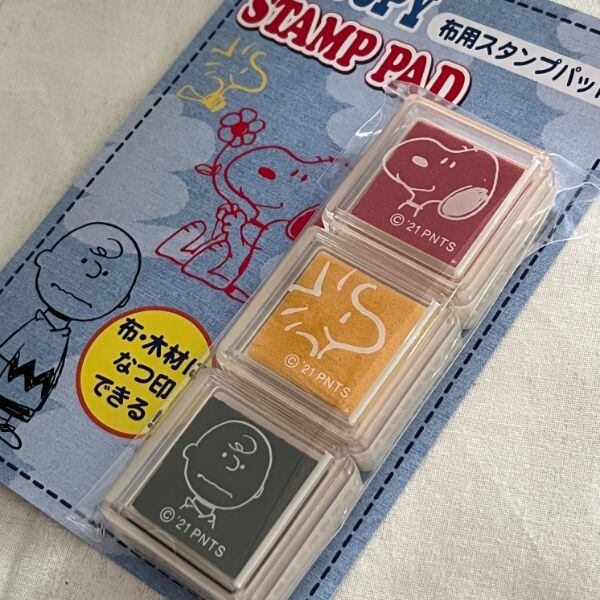 STAMP PAD
布用スタンプパッド
© '21 PNTS
© '21 PNTS
© '21 PNTS
布・木材に
なつ印
できる!